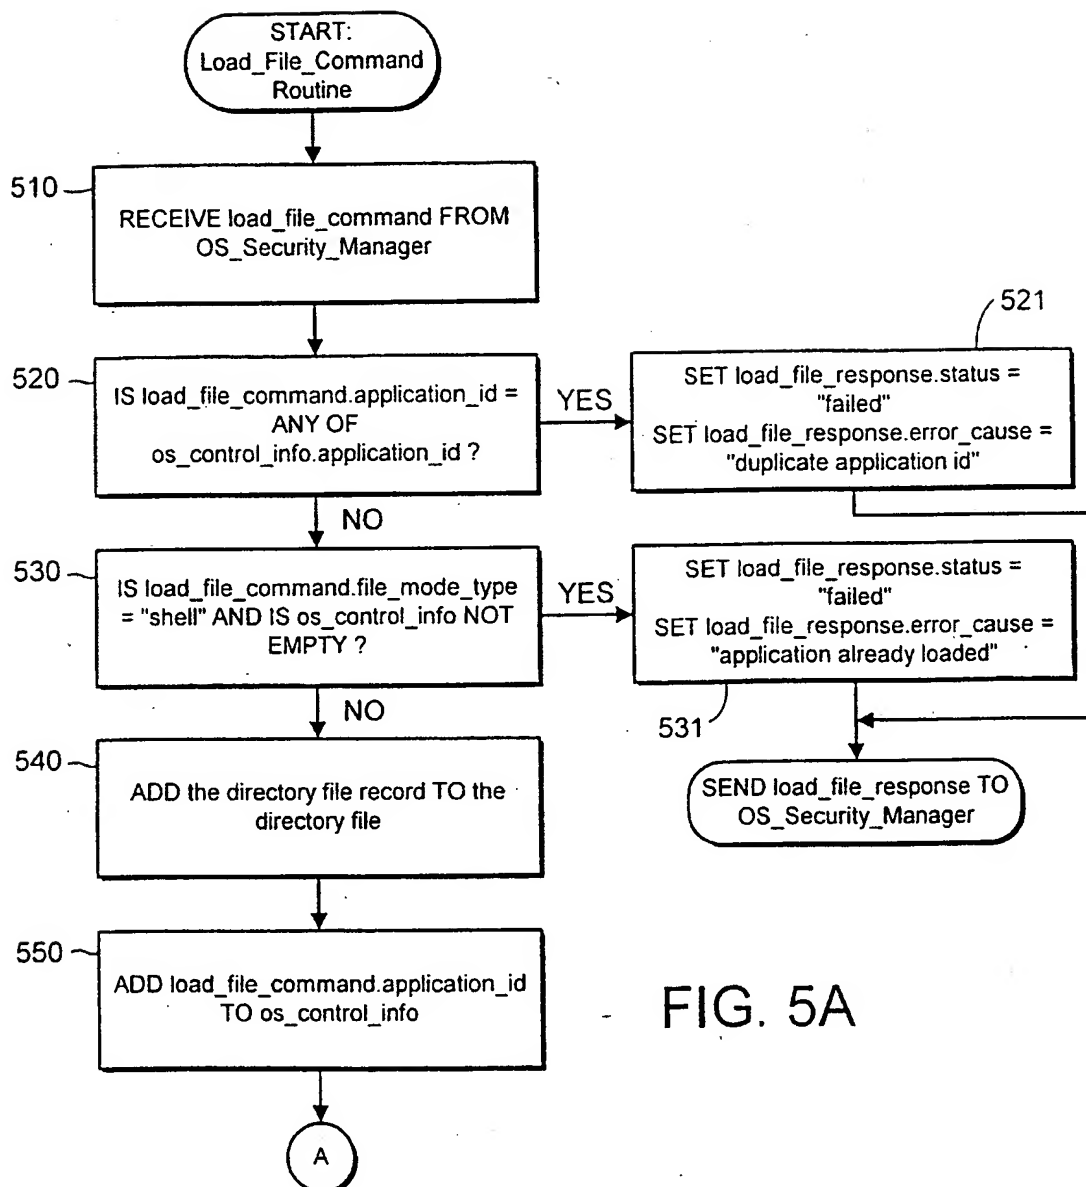 START:
Load_File_Command
Routine
510
RECEIVE load_file_command FROM
OS_Security_Manager
520
IS load_file_command.application_id =
ANY OF
os_control_info.application_id ?
YES
521
SET load_file_response.status =
"failed"
SET load_file_response.error_cause =
"duplicate application id"
NO
530
IS load_file_command.file_mode_type
= "shell" AND IS os_control_info NOT
EMPTY ?
YES
SET load_file_response.status =
"failed"
SET load_file_response.error_cause =
"application already loaded"
531
NO
SEND load_file_response TO
OS_Security_Manager
540
ADD the directory file record TO the
directory file
550
ADD load_file_command.application_id
TO os_control_info
FIG. 5A
A